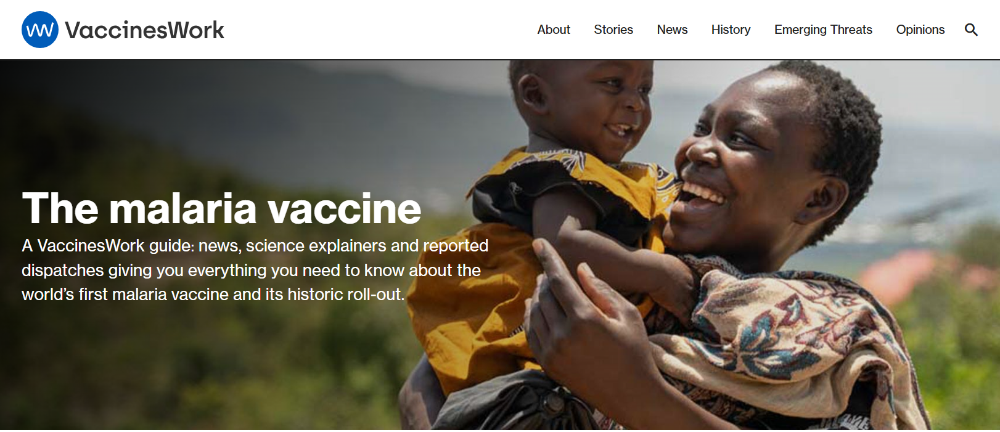 VaccinesWork
About
Stories
News
History
Emerging Threats
Opinions
The malaria vaccine
A VaccinesWork guide: news, science explainers and reported
dispatches giving you everything you need to know about the
world’s first malaria vaccine and its historic roll-out.